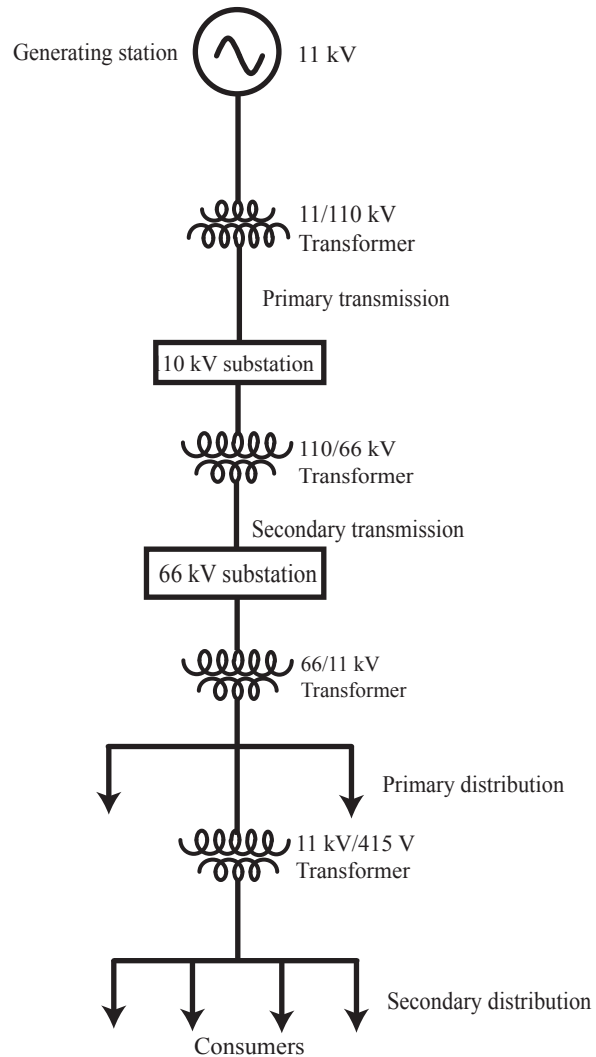 Generating station
11 kV
11/110 kV
Transformer
Primary transmission
110 kV substation
110/66 kV
Transformer
Secondary transmission
66 kV substation
66/11 kV
Transformer
Primary distribution
11 kV/415 V
Transformer
Secondary distribution
Consumers